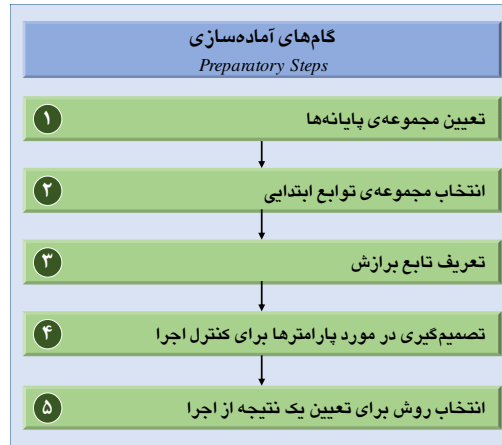 گام‌های آماده‌سازی
Preparatory Steps
تعیین مجموعه‌ی پایانه‌ها ۱
انتخاب مجموعه‌ی توابع ابتدایی ۲
تعریف تابع برازش ۳
تصمیم‌گیری در مورد پارامترها برای کنترل اجرا ۴
انتخاب روش برای تعیین یک نتیجه از اجرا ۵